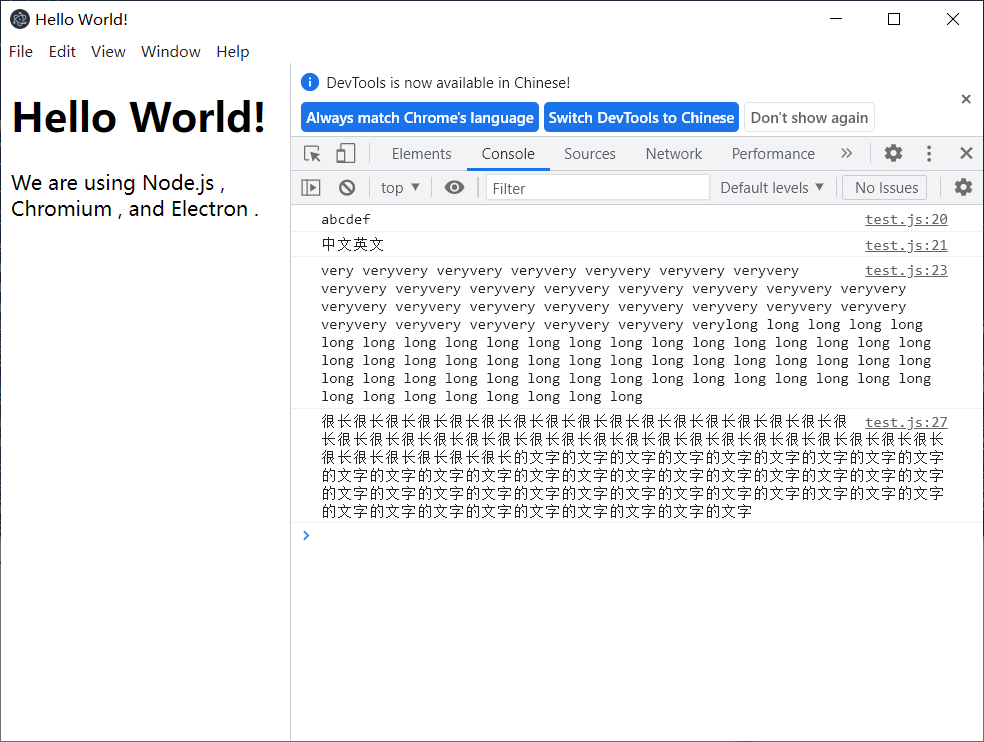 Hello World!
File Edit View Window Help
Hello World!
We are using Node.js ,
Chromium , and Electron .
DevTools is now available in Chinese!
Always match Chrome's language Switch DevTools to Chinese Don't show again
Elements Console Sources Network Performance
top Filter Default levels No Issues
abcdef test.js:20
中文英文 test.js:21
very veryvery veryvery veryvery veryvery veryvery veryvery test.js:23
veryvery veryvery veryvery veryvery veryvery veryvery veryvery veryvery
veryvery veryvery veryvery veryvery veryvery veryvery veryvery veryvery
veryvery veryvery veryvery veryvery veryvery verylong long long long long
long long long long long long long long long long long long long long long
long long long long long long long long long long long long long long long
long long long long long long long long long long long long long long long
long long long long long long long long
很长很长很长很长很长很长很长很长很长很长很长很长很长很长很长很长很 test.js:27
长很长很长很长很长很长很长很长很长很长很长很长很长很长很长很长很长很长很长很长
很长很长很长很长很长很长的文字的文字的文字的文字的文字的文字的文字的文字的文字
的文字的文字的文字的文字的文字的文字的文字的文字的文字的文字的文字的文字的文字
的文字的文字的文字的文字的文字的文字的文字的文字的文字的文字的文字的文字的文字
的文字的文字的文字的文字的文字的文字的文字的文字的文字